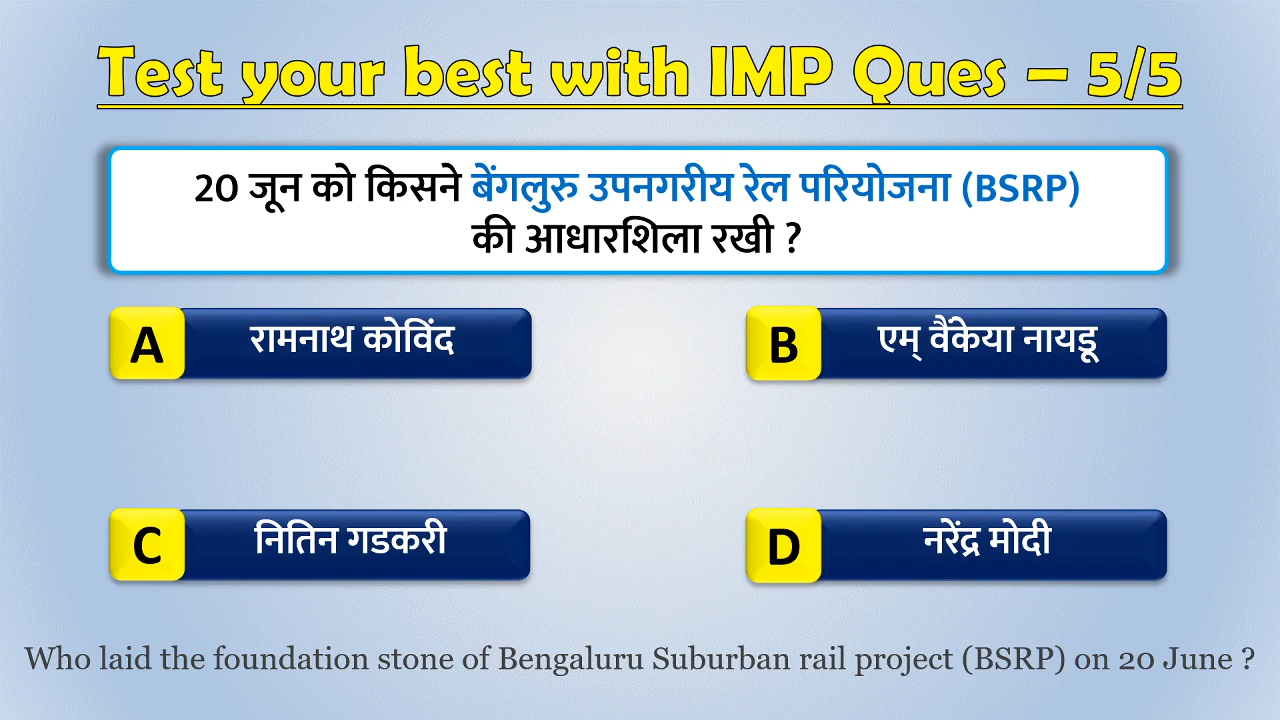 Test your best with IMP Ques – 5/5
20 जून को किसने बेंगलुरु उपनगरीय रेल परियोजना (BSRP)
की आधारशिला रखी ?
A रामनाथ कोविंद
B एम् वैंकेया नायडू
C नितिन गडकरी
D नरेंद्र मोदी
Who laid the foundation stone of Bengaluru Suburban rail project (BSRP) on 20 June ?